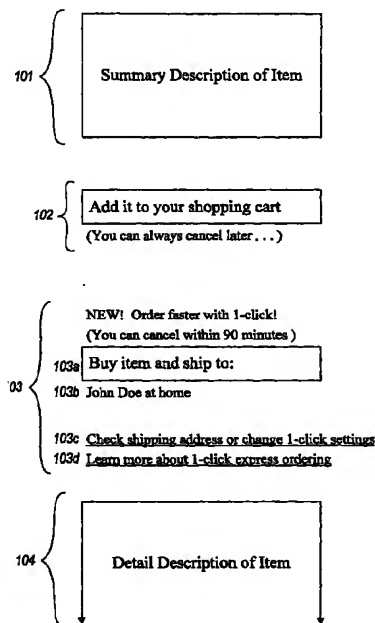 101
Summary Description of Item
102
Add it to your shopping cart
(You can always cancel later...)
NEW! Order faster with 1-click!
(You can cancel within 90 minutes)
103a Buy item and ship to:
03
103b John Doe at home
103c Check shipping address or change 1-click settings
103d Learn more about 1-click express ordering
104
Detail Description of Item